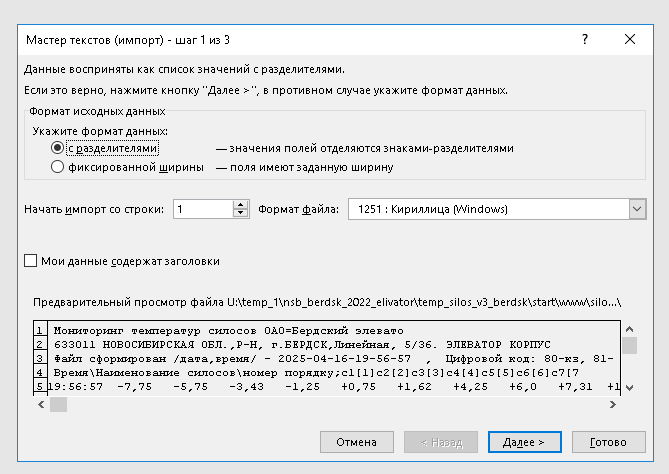 Мастер текстов (импорт) - шаг 1 из 3
Данные восприняты как список значений с разделителями.
Если это верно, нажмите кнопку "Далее >", в противном случае укажите формат данных.
Формат исходных данных
Укажите формат данных:
с разделителями — значения полей отделяются знаками-разделителями
фиксированной ширины — поля имеют заданную ширину
Начать импорт со строки: 1 Формат файла: 1251 : Кириллица (Windows)
Мои данные содержат заголовки
Предварительный просмотр файла U:\temp_1\nsb_berdsk_2022_elivator\temp_silos_v3_berdsk\start\www\silo...\
1 Мониторинг температур силосов ОАО=Бердский элевато
2 633011 НОВОСИБИРСКАЯ ОБЛ.,Р-Н, г.БЕРДСК,Линейная, 5/36. ЭЛЕВАТОР КОРПУС
3 Файл сформирован /дата,время/ - 2025-04-16-19-56-57 , Цифровой код: 80-кз, 81-
4 Время\Наименование силосов\номер порядку;c1[1]c2[2]c3[3]c4[4]c5[5]c6[6]c7[7
5 19:56:57 -7,75 -5,75 -3,43 -1,25 +0,75 +1,62 +4,25 +6,0 +7,31 +1
Отмена < Назад Далее > Готово